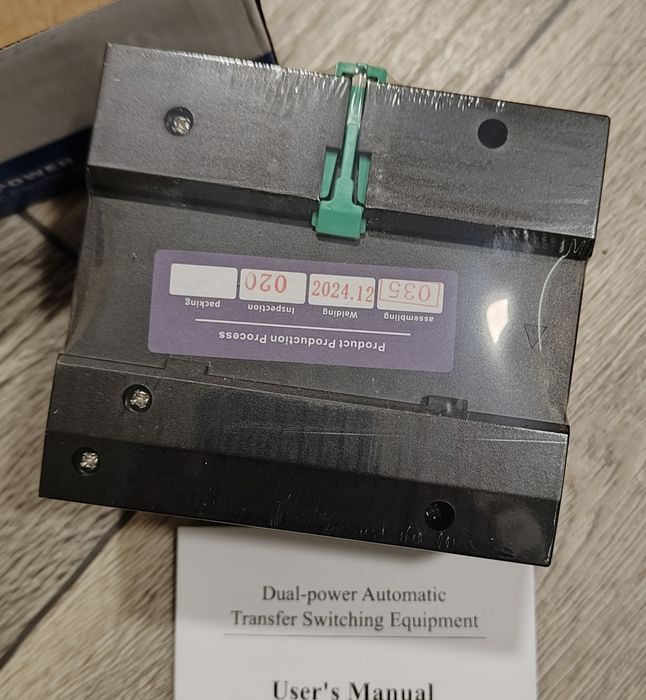 POWER
Product Production Process
assembling Welding Inspection packing
035 2024.12 020
Dual-power Automatic
Transfer Switching Equipment
User's Manual